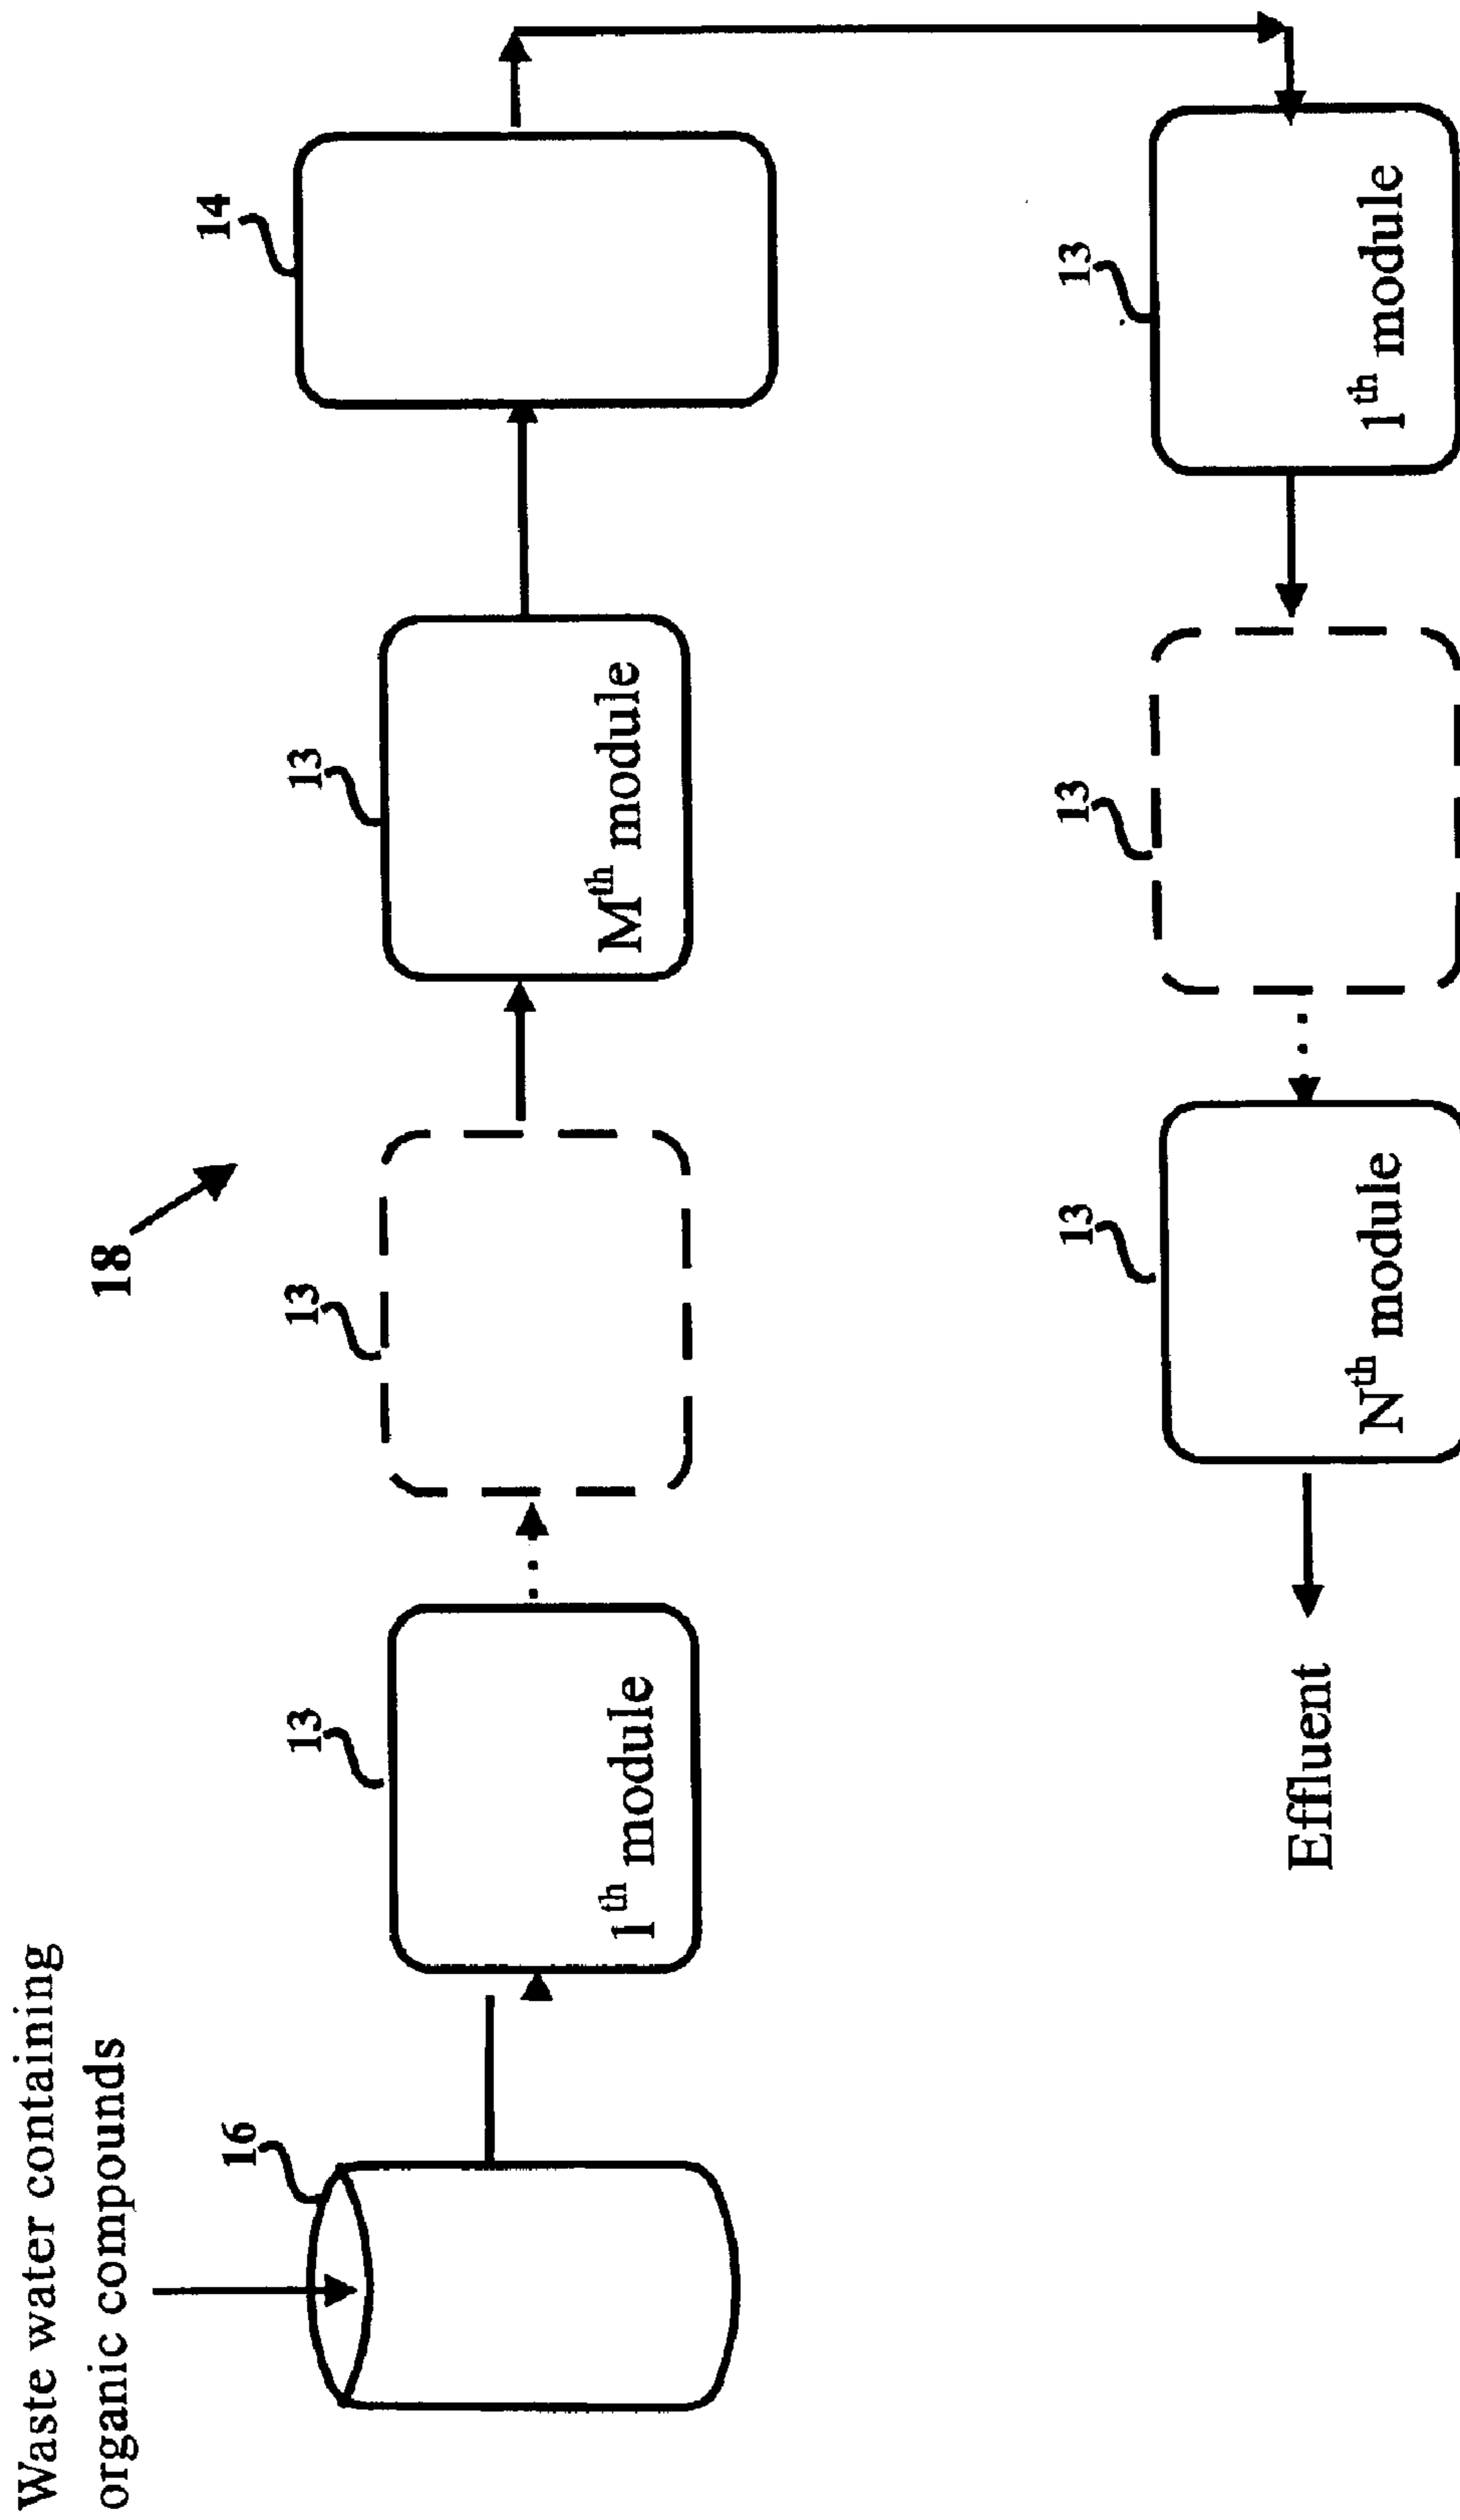 Waste water containing
organic compounds
18
16
13
1th module
13
13
Mth module
14
13
Nth module
13
13
1th module
Effluent